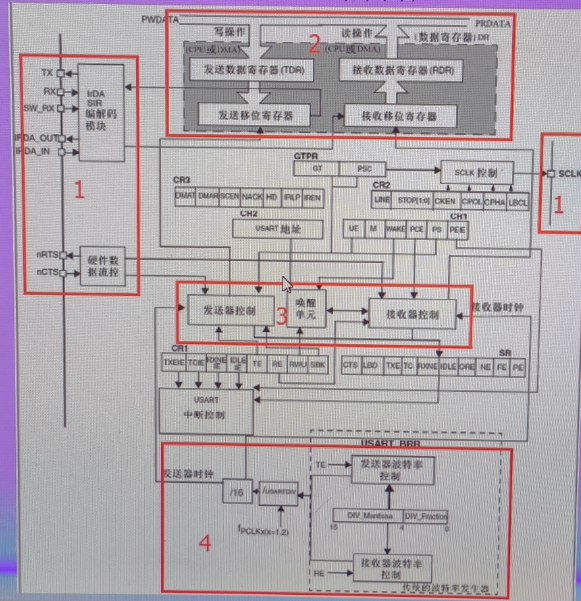 PWDATA
PRDATA
写操作
2
读操作
(数据寄存器)DR
(CPU或DMA)
(CPU或DMA)
发送数据寄存器(TDR)
接收数据寄存器(RDR)
发送移位寄存器
接收移位寄存器
TX
RX
SW_RX
IRDA_OUT
IRDA_IN
IrDA
SIR
编解码
模块
1
nRTS
nCTS
硬件数
据流控
GTPR
GT
PSC
SCLK控制
SCLK
1
CR3
DMAT
DMAR
SCEN
NACK
HD
IRLP
IREN
CR2
LINE
STOP[1:0]
CKEN
CPOL
CPHA
LBCL
CH2
USART 地址
CH1
UE
M
WAKE
PCE
PS
PEIE
发送器控制
3
唤醒
单元
接收器控制
接收器时钟
CR1
TXEIE
TCIE
RXNE
IE
IDLE
IE
TE
RE
RWU
SBK
SR
CTS
LBD
TXE
TC
RXNE
IDLE
ORE
NE
FE
PE
USART
中断控制
USART_BRR
发送器时钟
/16
/USARTDIV
fPCLKx(x=1,2)
4
TE
发送器波特率
控制
DIV_Mantissa
DIV_Fraction
15
4
0
RE
接收器波特率
控制
传统的波特率发生器